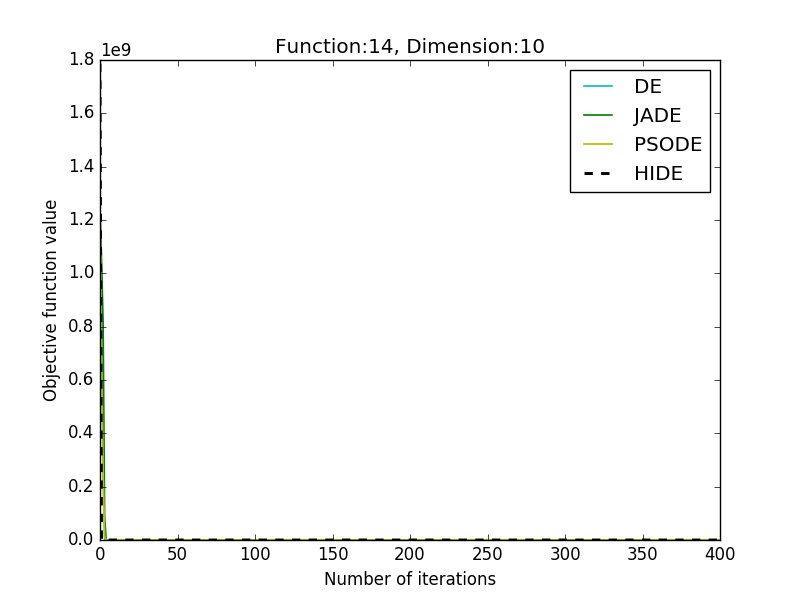 Function:14, Dimension:10
1e9
1.8
1.6
1.4
1.2
1.0
0.8
0.6
0.4
0.2
0.0
Objective function value
DE
JADE
PSODE
HIDE
0 50 100 150 200 250 300 350 400
Number of iterations